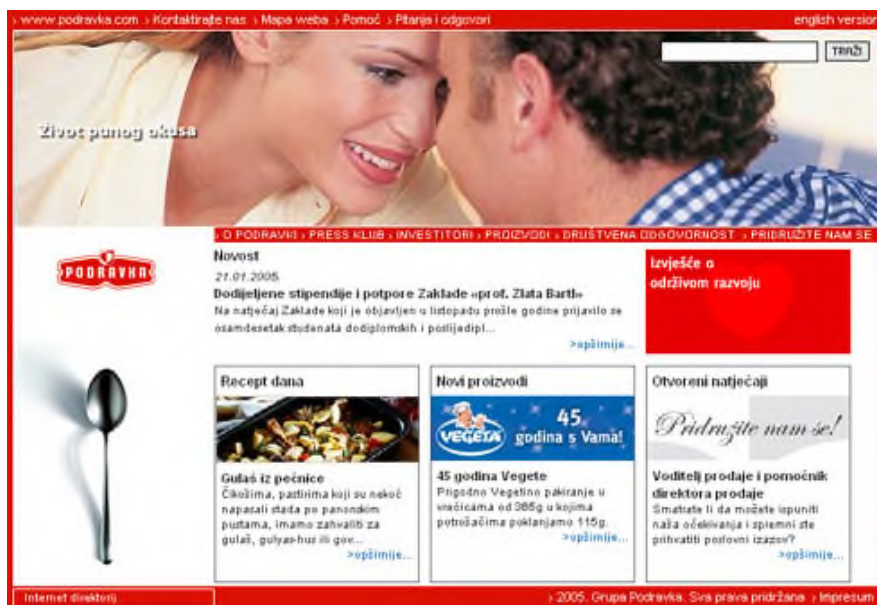 › www.podravka.com › Kontaktirajte nas › Mapa weba › Pomoć › Pitanja i odgovori
english version
TRAŽI
Život punog okusa
› O PODRAVKI › PRESS KLUB › INVESTITORI › PROIZVODI › DRUŠTVENA ODGOVORNOST › PRIDRUŽITE NAM SE
PODRAVKA
Novost
21.01.2005.
Dodijeljene stipendije i potpore Zaklade «prof. Zlata Bartl»
Na natječaj Zaklade koji je objavljen u listopadu prošle godine prijavilo se
osamdesetak studenata dodiplomskih i poslijedipl...
>opširnije...
Izvješće o
održivom razvoju
Recept dana
Gulaš iz pećnice
Čikošima, pastirima koji su nekoć
napasali stada po panonskim
pustama, imamo zahvaliti za
gulaš, gulyas-hus ili gov...
>opširnije...
Novi proizvodi
VEGETA
45
godina s Vama!
45 godina Vegete
Prigodno Vegetino pakiranje u
vrećicama od 385g u kojima
potrošačima poklanjamo 115g.
>opširnije...
Otvoreni natječaji
Pridružite nam se!
Voditelj prodaje i pomoćnik
direktora prodaje
Smatrate li da možete ispuniti
naša očekivanja i spremni ste
prihvatiti poslovni izazov?
>opširnije...
Internet direktorij
› 2005. Grupa Podravka. Sva prava pridržana. › Impresum